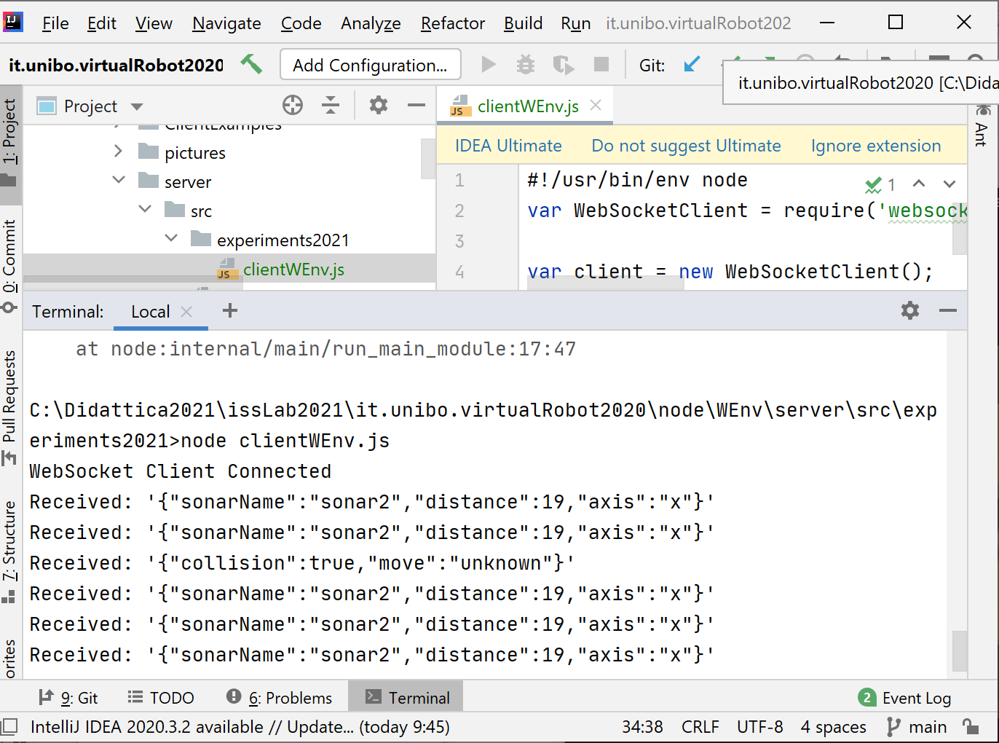 File Edit View Navigate Code Analyze Refactor Build Run it.unibo.virtualRobot202
it.unibo.virtualRobot2020 Add Configuration... Git:
it.unibo.virtualRobot2020 [C:\Dida
1: Project
0: Commit
Pull Requests
7: Structure
orites
Project
ClientExamples
pictures
server
src
experiments2021
JS clientWEnv.js
JS clientWEnv.js
IDEA Ultimate Do not suggest Ultimate Ignore extension
1 #!/usr/bin/env node
1
2 var WebSocketClient = require('websock
3
4 var client = new WebSocketClient();
Ant
Terminal: Local
at node:internal/main/run_main_module:17:47
C:\Didattica2021\issLab2021\it.unibo.virtualRobot2020\node\WEnv\server\src\exp
eriments2021>node clientWEnv.js
WebSocket Client Connected
Received: '{"sonarName":"sonar2","distance":19,"axis":"x"}'
Received: '{"sonarName":"sonar2","distance":19,"axis":"x"}'
Received: '{"collision":true,"move":"unknown"}'
Received: '{"sonarName":"sonar2","distance":19,"axis":"x"}'
Received: '{"sonarName":"sonar2","distance":19,"axis":"x"}'
Received: '{"sonarName":"sonar2","distance":19,"axis":"x"}'
9: Git TODO 6: Problems Terminal 2 Event Log
IntelliJ IDEA 2020.3.2 available // Update... (today 9:45) 34:38 CRLF UTF-8 4 spaces main